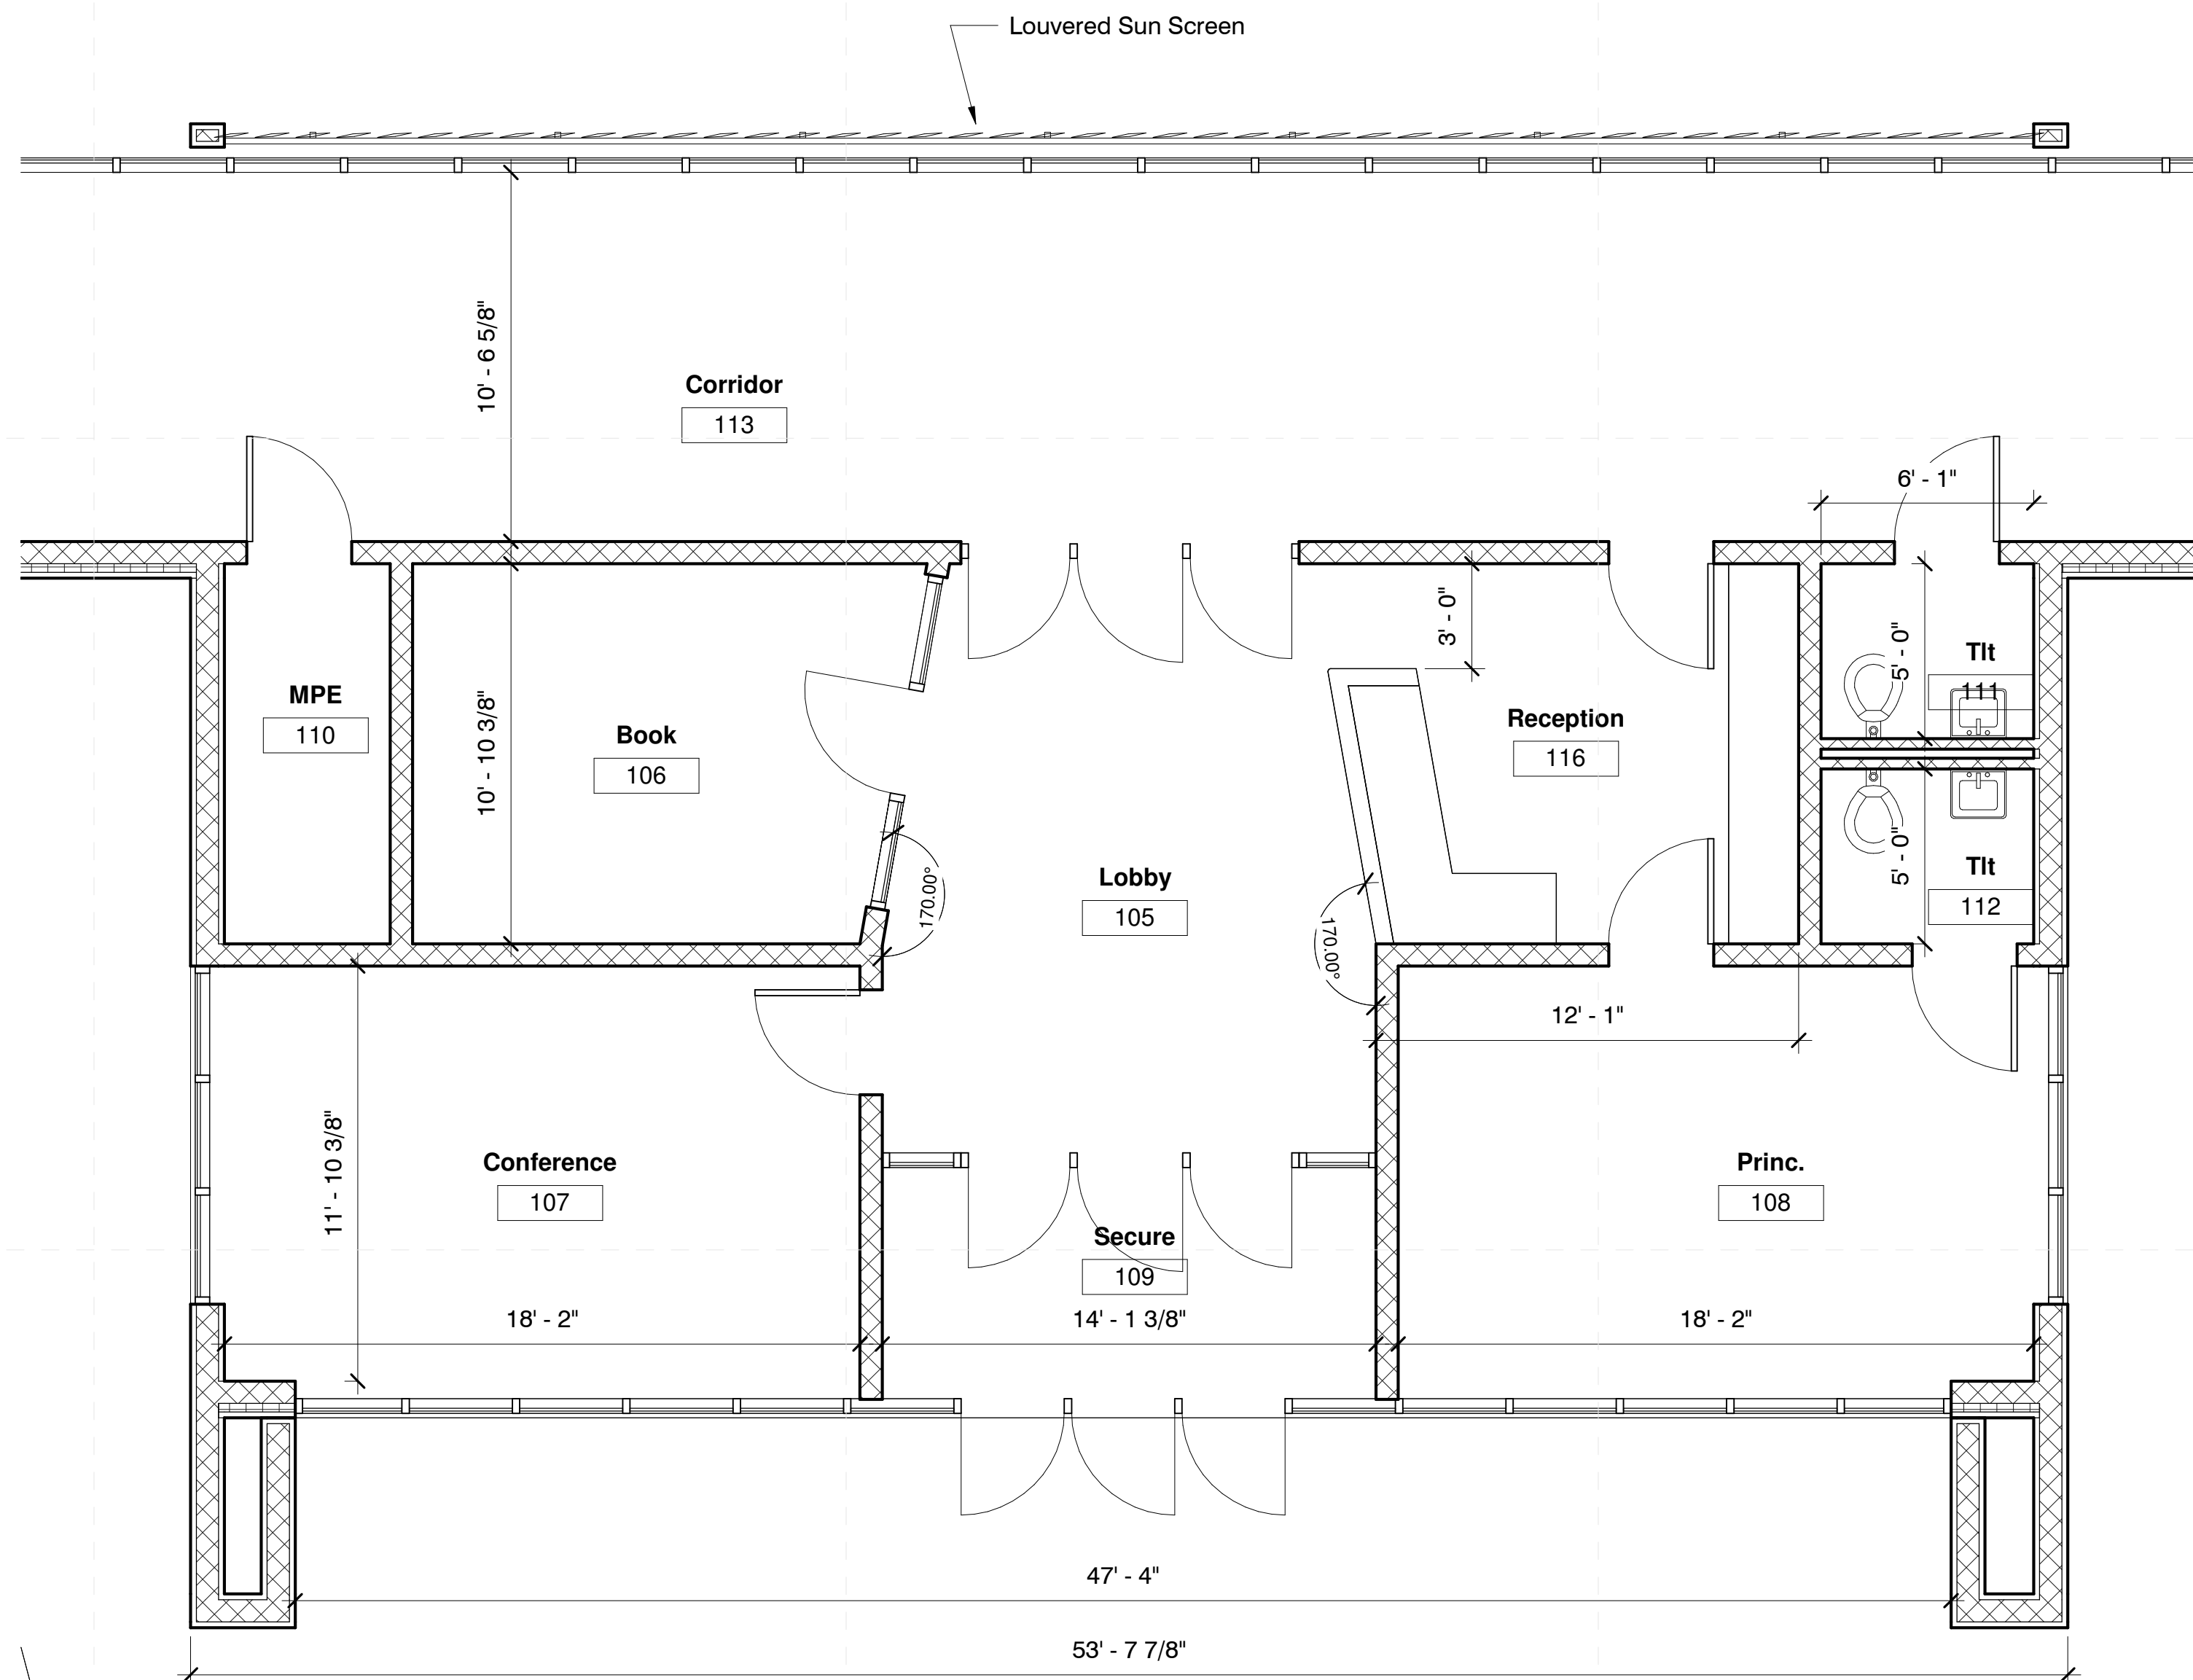 Louvered Sun Screen
10' - 6 5/8"
Corridor
113
6' - 1"
3' - 0"
5' - 0"
Tlt
111
MPE
110
10' - 10 3/8"
Book
106
Reception
116
170.00°
Lobby
105
170.00°
5' - 0"
Tlt
112
12' - 1"
11' - 10 3/8"
Conference
107
Princ.
108
Secure
109
18' - 2"
14' - 1 3/8"
18' - 2"
47' - 4"
53' - 7 7/8"